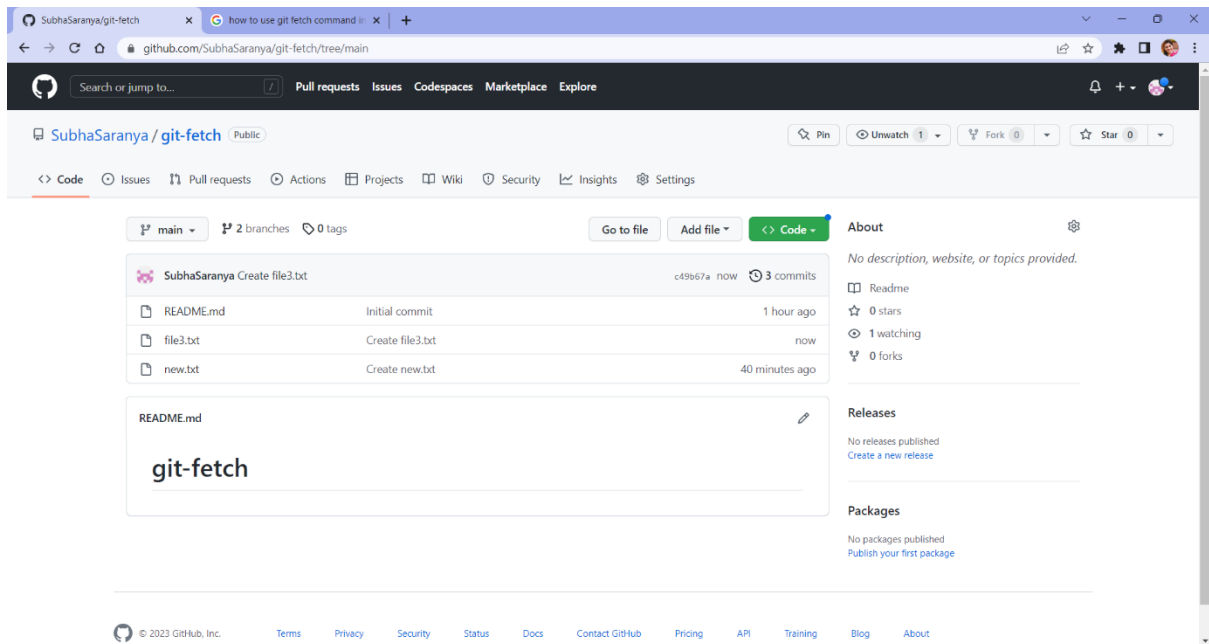 SubhaSaranya/git-fetch
how to use git fetch command in
github.com/SubhaSaranya/git-fetch/tree/main
Search or jump to... / Pull requests Issues Codespaces Marketplace Explore
SubhaSaranya / git-fetch Public
Pin Unwatch 1 Fork 0 Star 0
<> Code Issues Pull requests Actions Projects Wiki Security Insights Settings
main 2 branches 0 tags Go to file Add file <> Code
SubhaSaranya Create file3.txt c49b67a now 3 commits
README.md Initial commit 1 hour ago
file3.txt Create file3.txt now
new.txt Create new.txt 40 minutes ago
README.md
git-fetch
About
No description, website, or topics provided.
Readme
0 stars
1 watching
0 forks
Releases
No releases published
Create a new release
Packages
No packages published
Publish your first package
© 2023 GitHub, Inc. Terms Privacy Security Status Docs Contact GitHub Pricing API Training Blog About